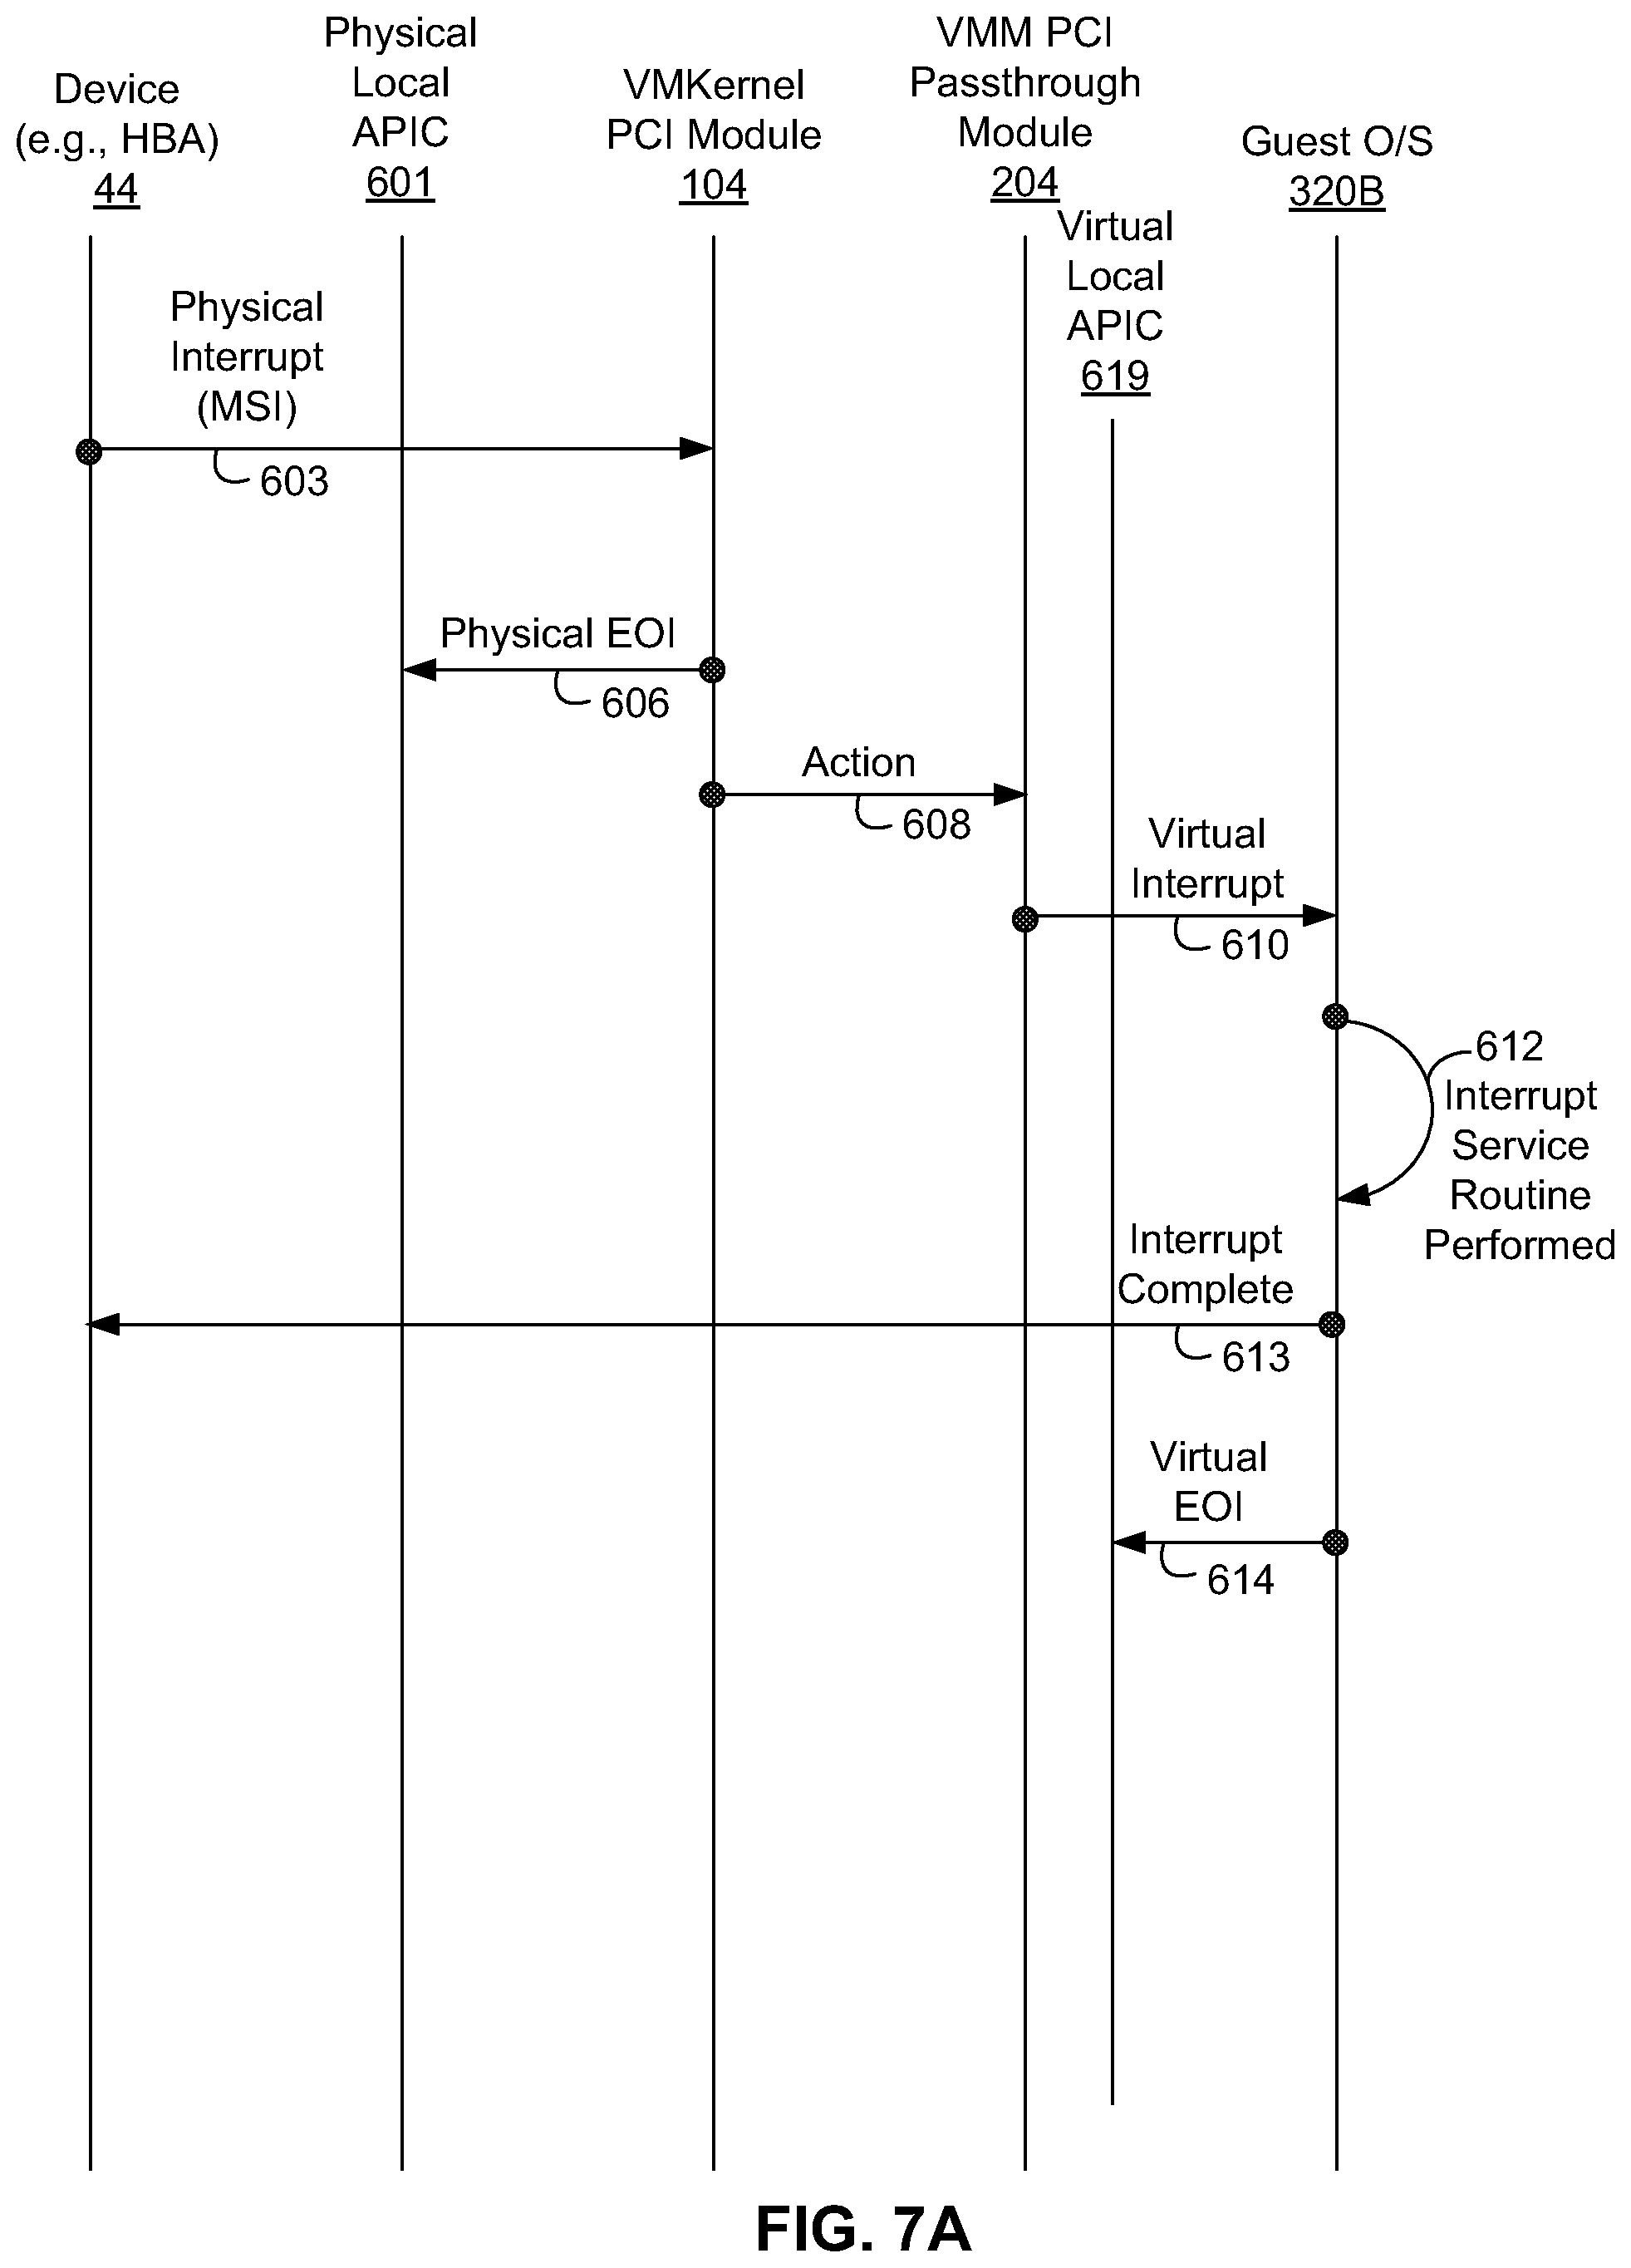 Device
(e.g., HBA)
44
Physical
Local
APIC
601
VMKernel
PCI Module
104
VMM PCI
Passthrough
Module
204
Virtual
Local
APIC
619
Guest O/S
320B
Physical
Interrupt
(MSI)
603
Physical EOI
606
Action
608
Virtual
Interrupt
610
612
Interrupt
Service
Routine
Performed
Interrupt
Complete
613
Virtual
EOI
614
FIG. 7A